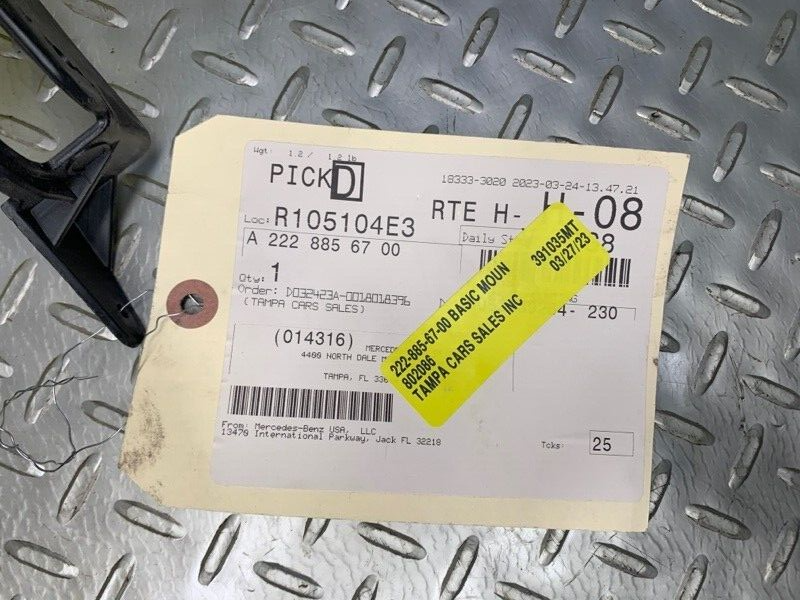 Wgt: 1.2 / 1.2 lb
PICK D
18333-3020 2023-03-24-13.47.21
RTE H- H-08
Loc: R105104E3
A 222 885 67 00
Daily St
Qty: 1
Order: D032423A-0018018396
(TAMPA CARS SALES)
230
(014316)
4400 NORTH DALE
TAMPA, FL
From: Mercedes-Benz USA, LLC
13470 International Parkway, Jack FL 32218
Tcks: 25
222-885-67-00 BASIC MOUN 391035MT
802086 03/27/23
TAMPA CARS SALES INC